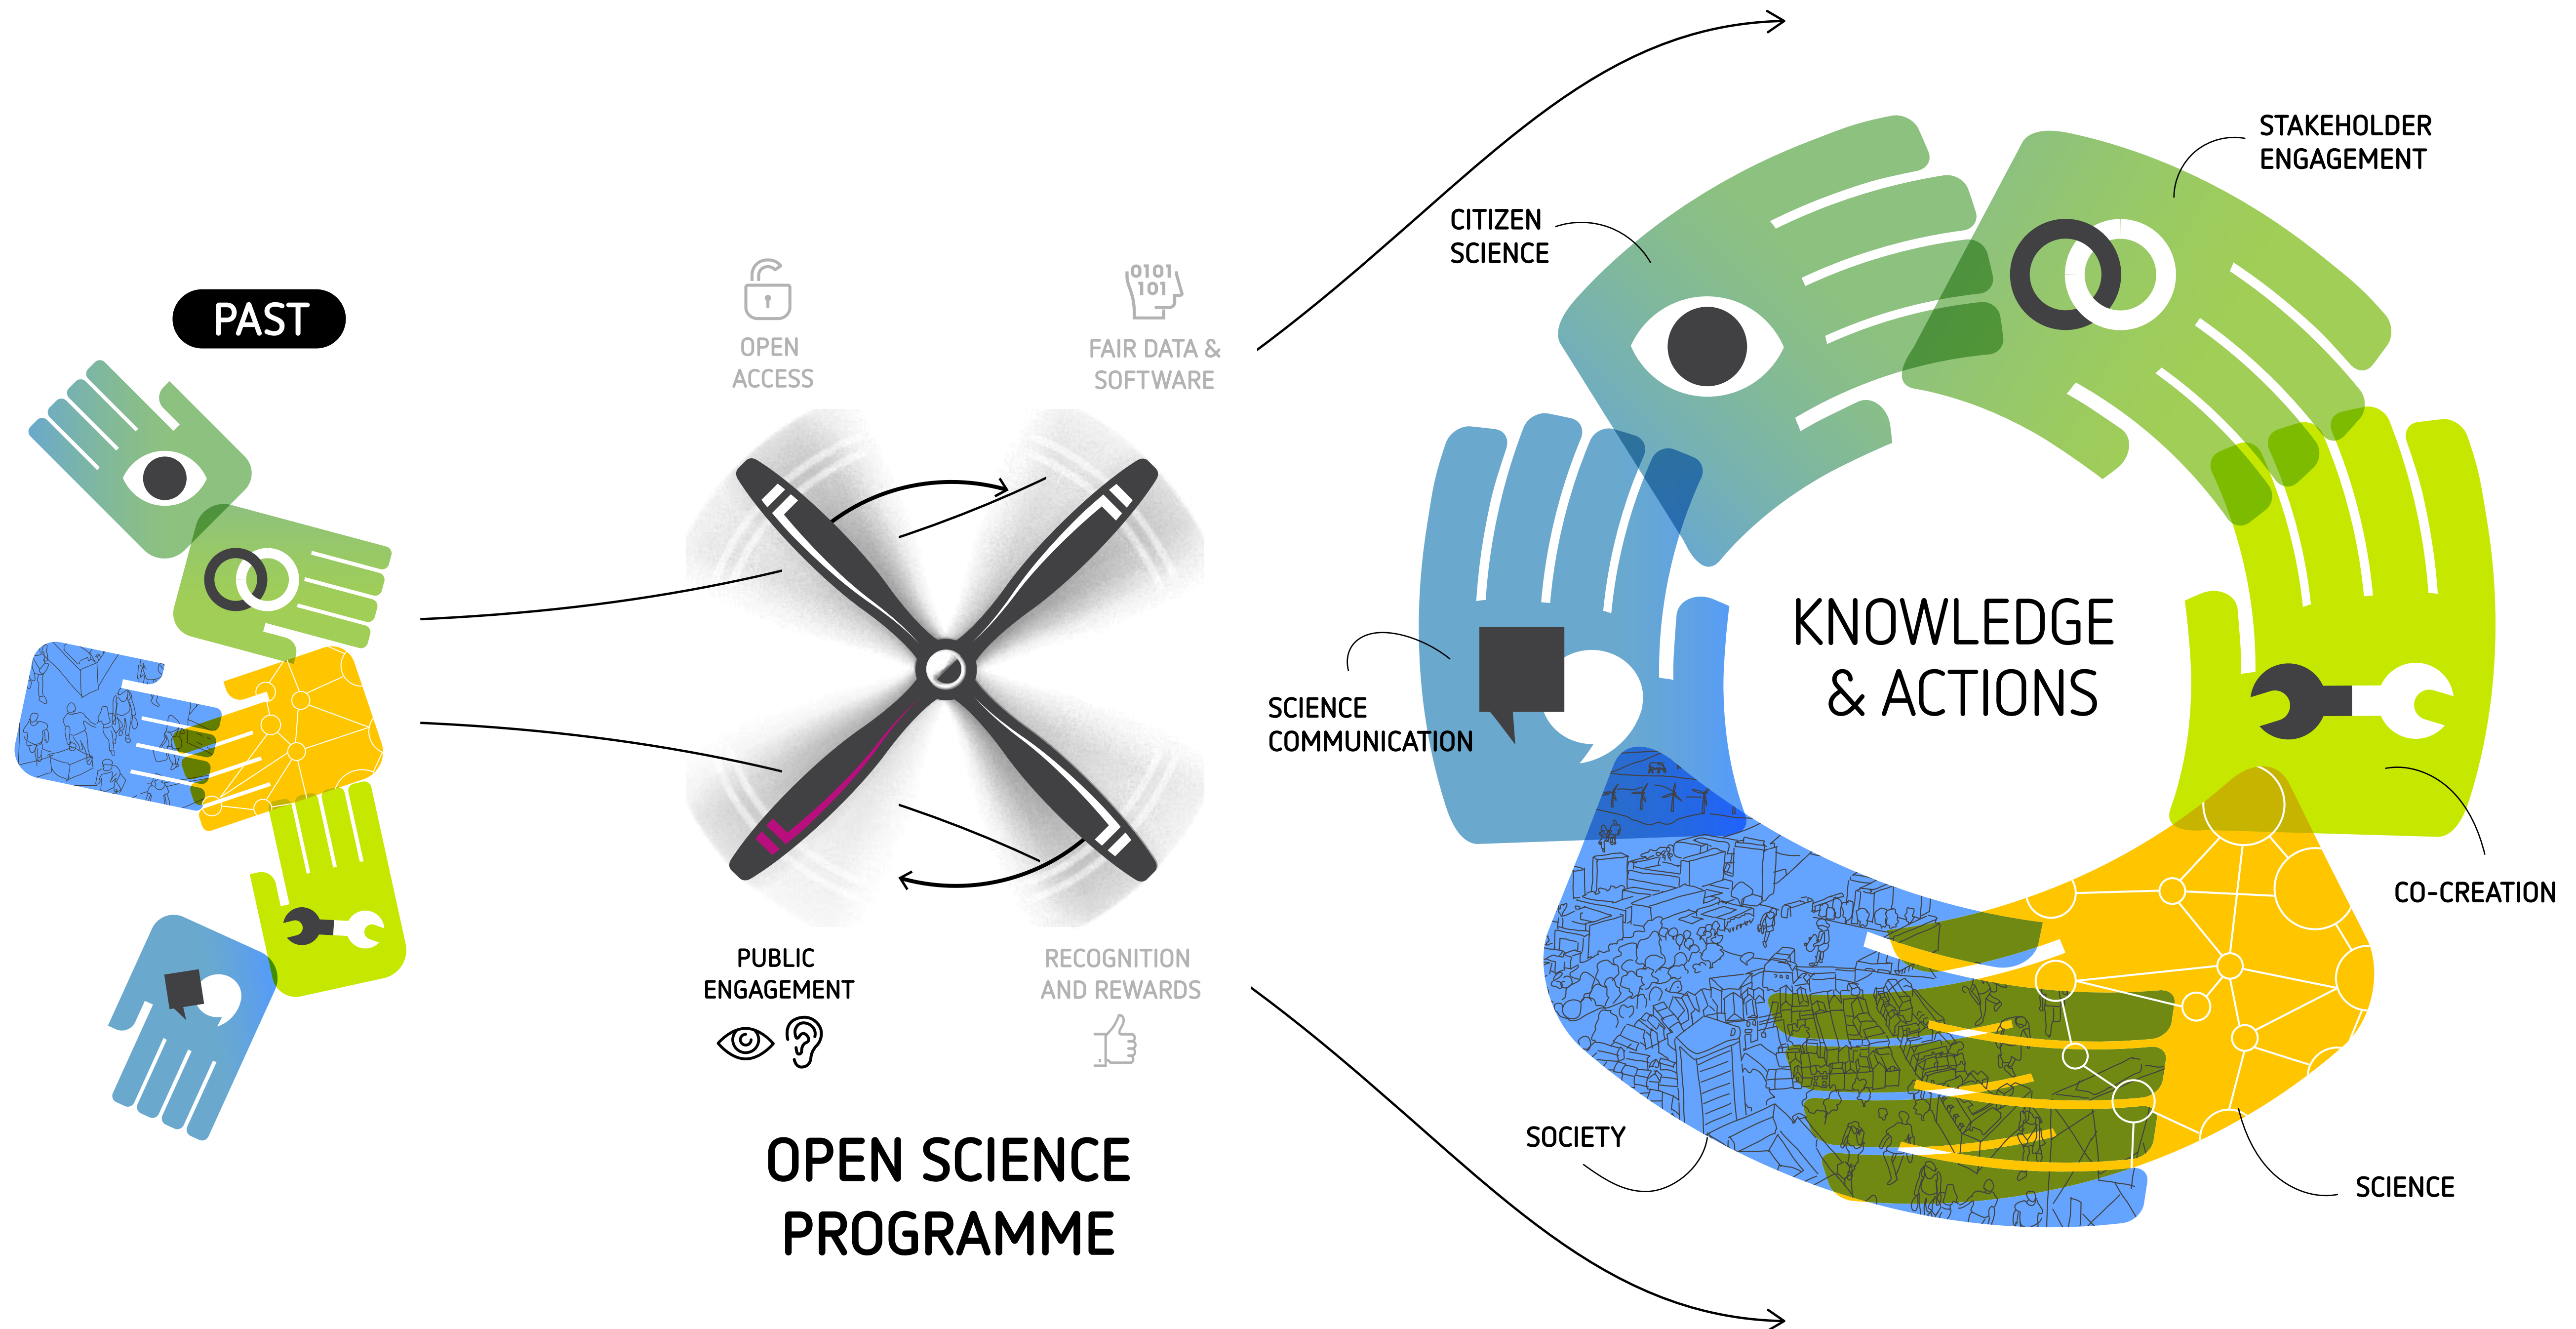 PAST
OPEN
ACCESS
0101
101
FAIR DATA &
SOFTWARE
PUBLIC
ENGAGEMENT
RECOGNITION
AND REWARDS
OPEN SCIENCE
PROGRAMME
CITIZEN
SCIENCE
STAKEHOLDER
ENGAGEMENT
KNOWLEDGE
& ACTIONS
SCIENCE
COMMUNICATION
CO-CREATION
SOCIETY
SCIENCE